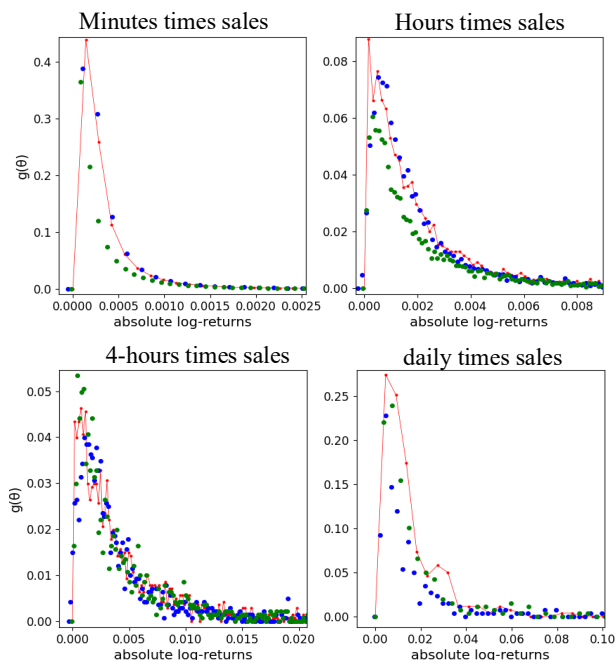 Minutes times sales
Hours times sales
g(θ)
0.4
0.3
0.2
0.1
0.0
0.0000 0.0005 0.0010 0.0015 0.0020 0.0025
absolute log-returns
0.08
0.06
0.04
0.02
0.00
0.000 0.002 0.004 0.006 0.008
absolute log-returns
4-hours times sales
daily times sales
g(θ)
0.05
0.04
0.03
0.02
0.01
0.00
0.000 0.005 0.010 0.015 0.020
absolute log-returns
0.25
0.20
0.15
0.10
0.05
0.00
0.00 0.02 0.04 0.06 0.08 0.10
absolute log-returns